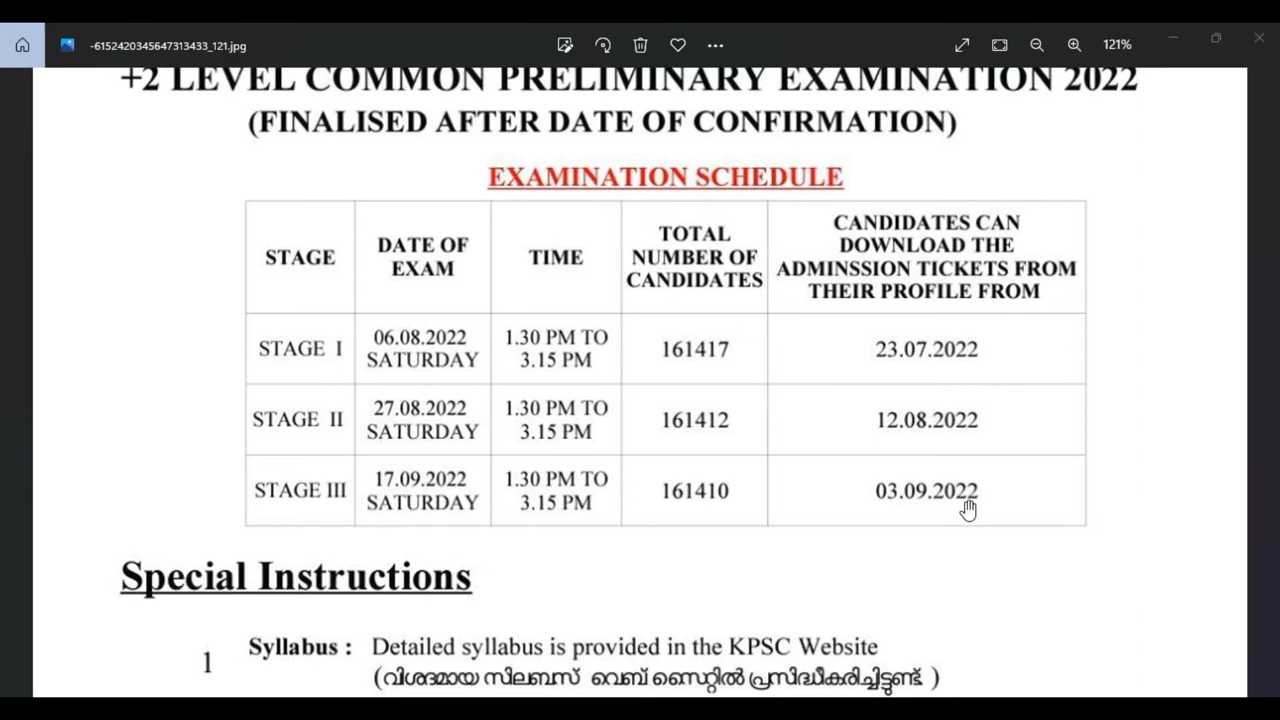 -6152420345647313433_121.jpg
121%
+2 LEVEL COMMON PRELIMINARY EXAMINATION 2022
(FINALISED AFTER DATE OF CONFIRMATION)
EXAMINATION SCHEDULE
STAGE
DATE OF
EXAM
TIME
TOTAL
NUMBER OF
CANDIDATES
CANDIDATES CAN
DOWNLOAD THE
ADMINSSION TICKETS FROM
THEIR PROFILE FROM
STAGE I
06.08.2022
SATURDAY
1.30 PM TO
3.15 PM
161417
23.07.2022
STAGE II
27.08.2022
SATURDAY
1.30 PM TO
3.15 PM
161412
12.08.2022
STAGE III
17.09.2022
SATURDAY
1.30 PM TO
3.15 PM
161410
03.09.2022
Special Instructions
1
Syllabus : Detailed syllabus is provided in the KPSC Website
(വിശദമായ സിലബസ് വെബ് സൈറ്റിൽ പ്രസിദ്ധീകരിച്ചിട്ടുണ്ട് )